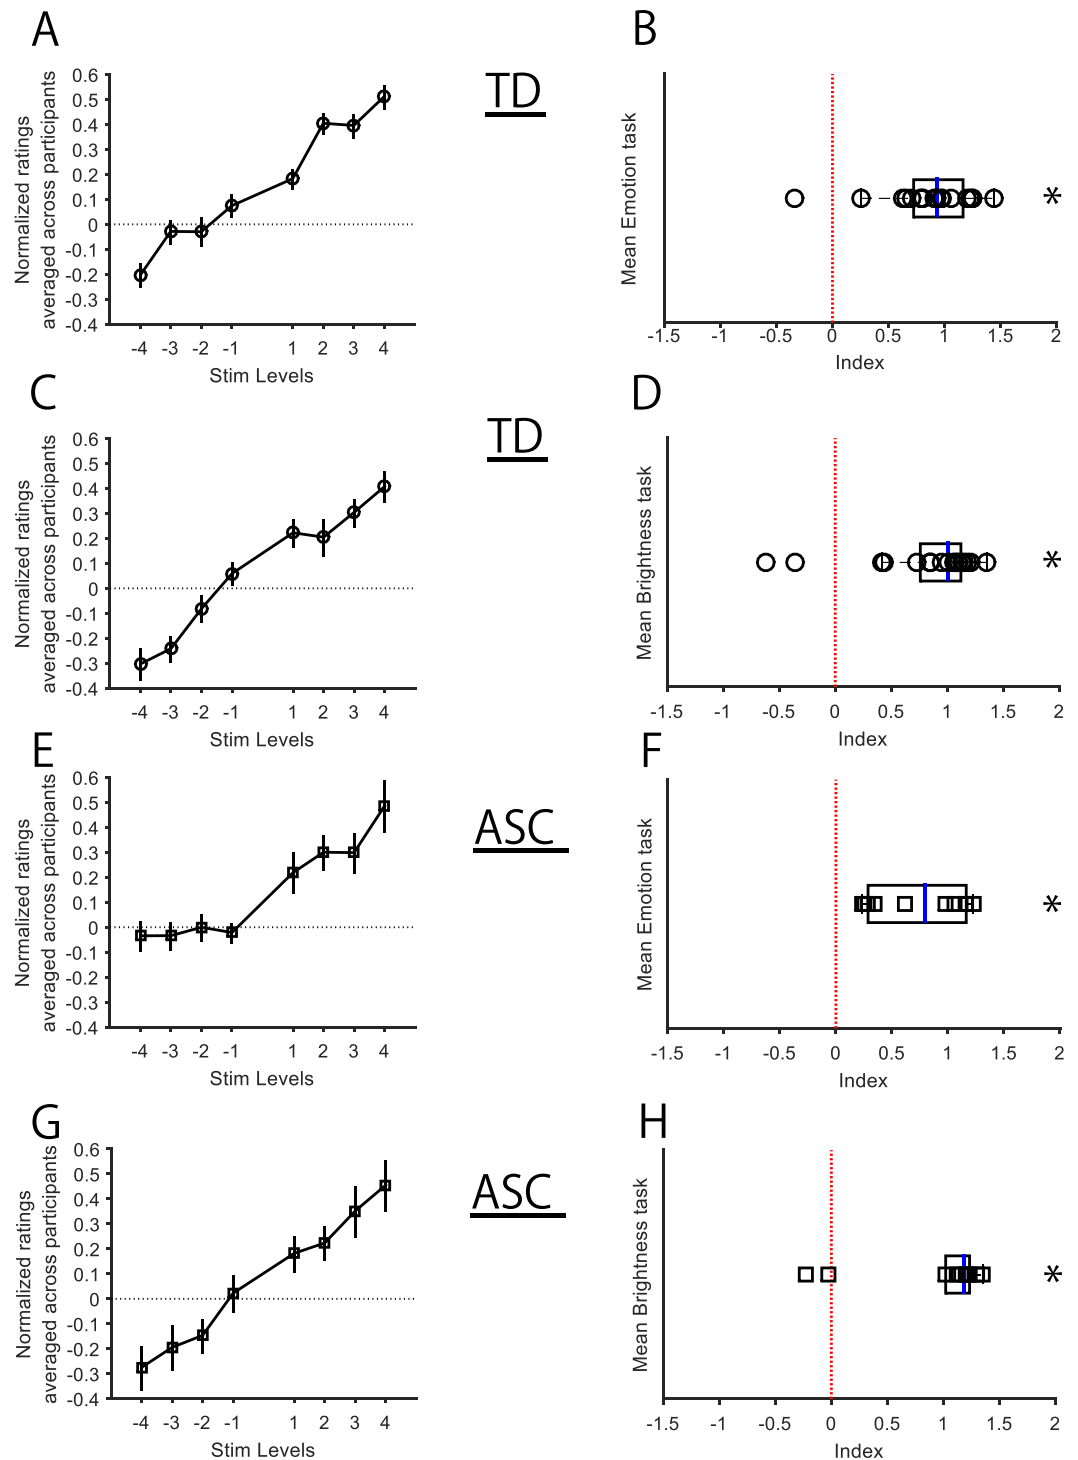 A
B
TD
0.6
0.5
0.4
0.3
0.2
0.1
0
-0.1
-0.2
-0.3
-0.4
Normalized ratings
averaged across participants
-4 -3 -2 -1 1 2 3 4
Stim Levels
Mean Emotion task
*
-1.5 -1 -0.5 0 0.5 1 1.5 2
Index
C
D
TD
0.6
0.5
0.4
0.3
0.2
0.1
0
-0.1
-0.2
-0.3
-0.4
Normalized ratings
averaged across participants
-4 -3 -2 -1 1 2 3 4
Stim Levels
Mean Brightness task
*
-1.5 -1 -0.5 0 0.5 1 1.5 2
Index
E
F
ASC
0.6
0.5
0.4
0.3
0.2
0.1
0
-0.1
-0.2
-0.3
-0.4
Normalized ratings
averaged across participants
-4 -3 -2 -1 1 2 3 4
Stim Levels
Mean Emotion task
*
-1.5 -1 -0.5 0 0.5 1 1.5 2
Index
G
H
ASC
0.6
0.5
0.4
0.3
0.2
0.1
0
-0.1
-0.2
-0.3
-0.4
Normalized ratings
averaged across participants
-4 -3 -2 -1 1 2 3 4
Stim Levels
Mean Brightness task
*
-1.5 -1 -0.5 0 0.5 1 1.5 2
Index